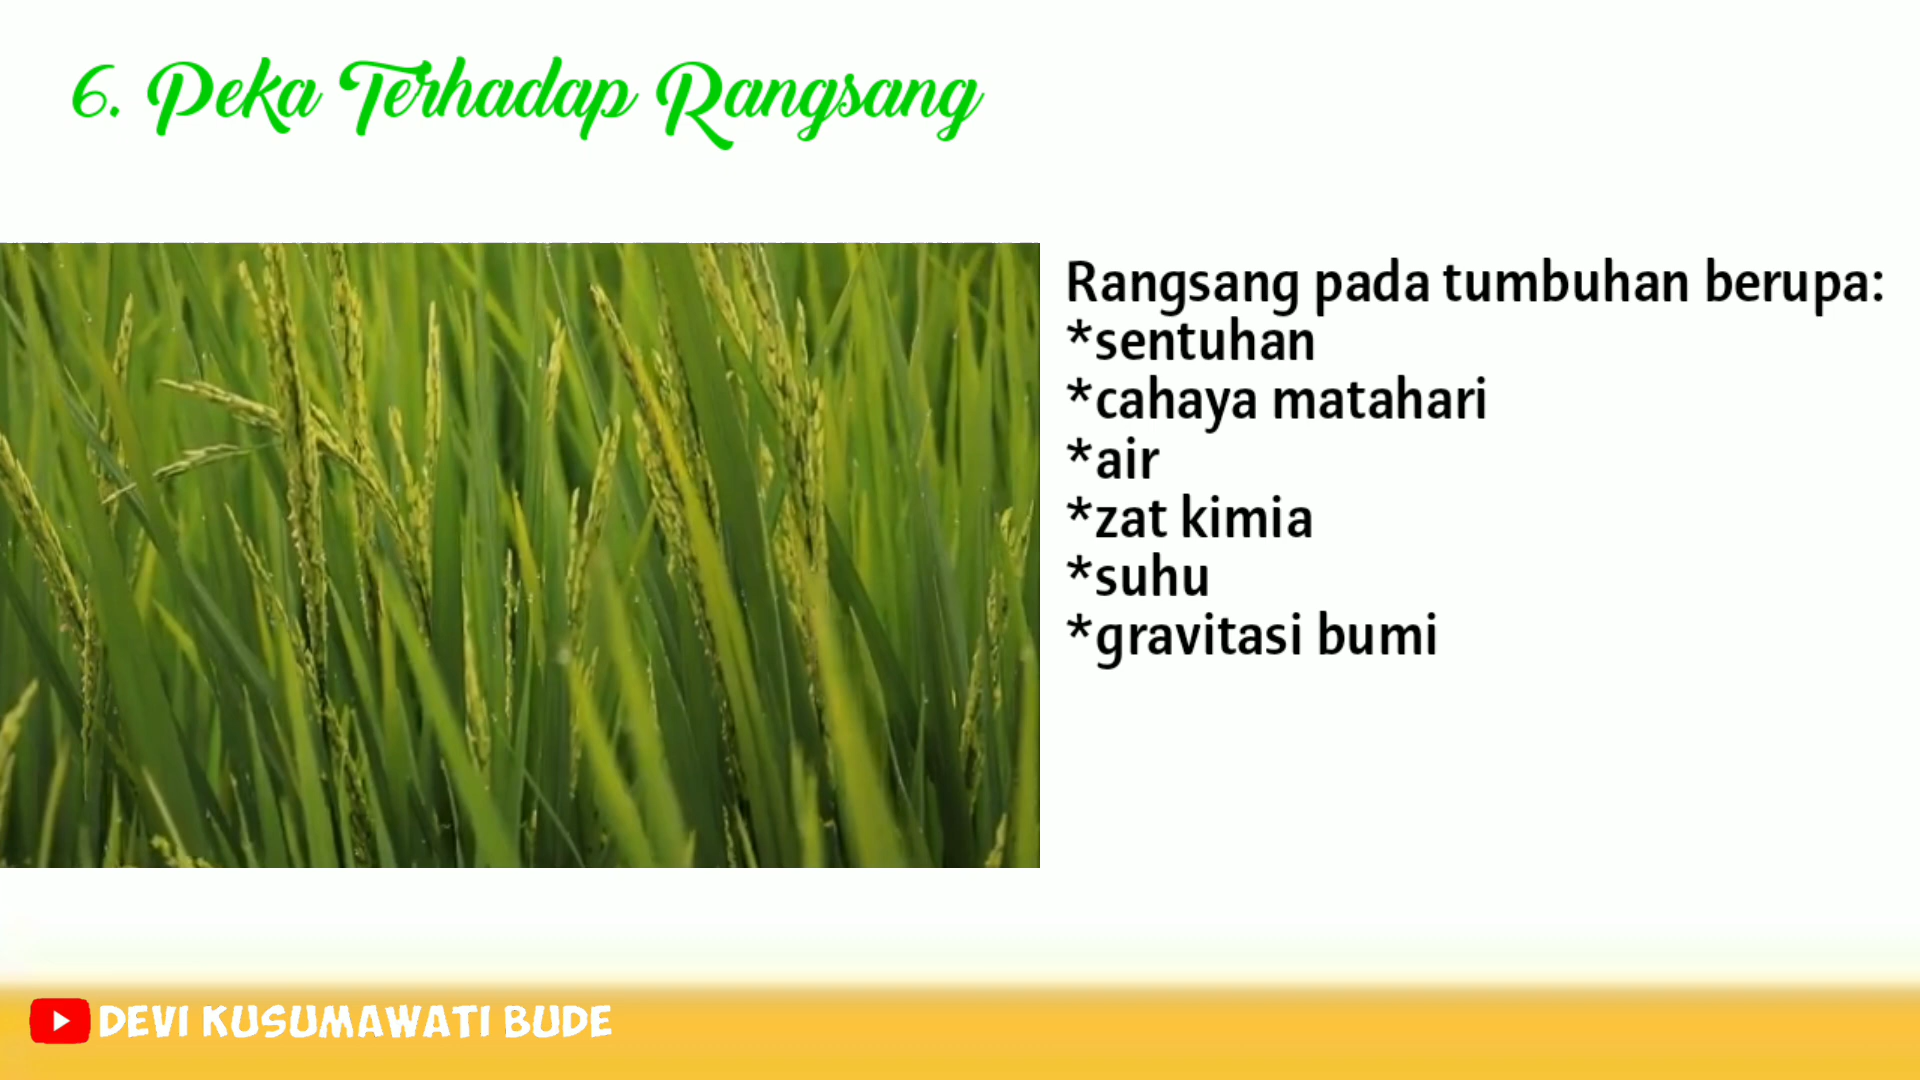 6. Peka Terhadap Rangsang
Rangsang pada tumbuhan berupa:
*sentuhan
*cahaya matahari
*air
*zat kimia
*suhu
*gravitasi bumi
DEVI KUSUMAWATI BUDE